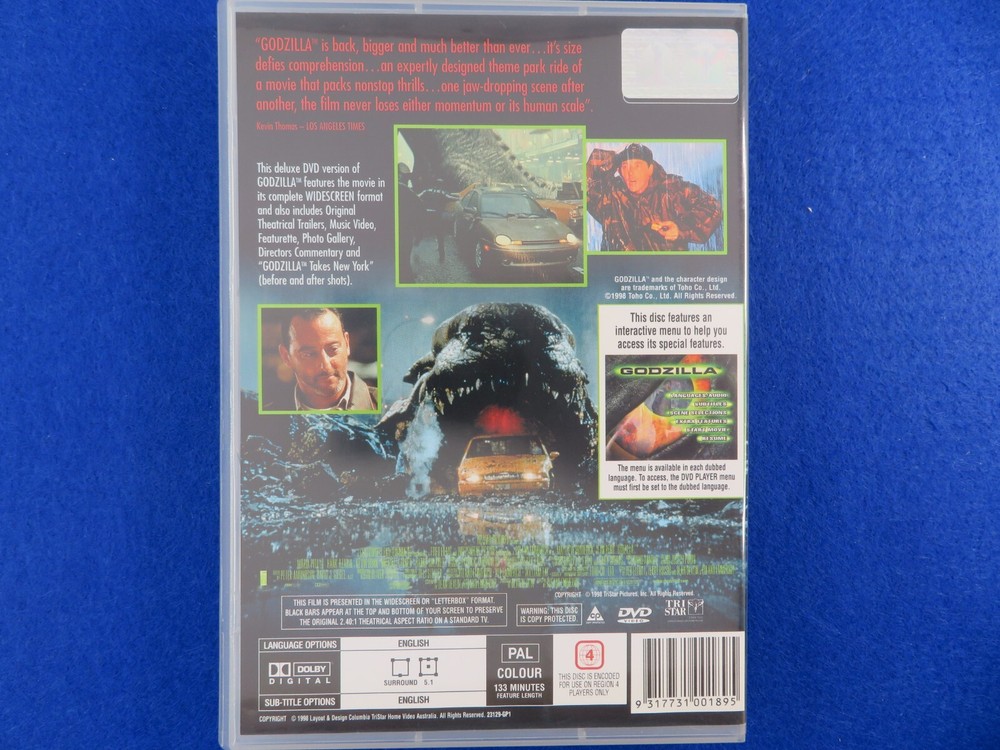 “GODZILLA™ is back, bigger and much better than ever...it’s size
defies comprehension...an expertly designed theme park ride of
a movie that packs nonstop thrills...one jaw-dropping scene after
another, the film never loses either momentum or its human scale”.
Kevin Thomas – LOS ANGELES TIMES
This deluxe DVD version of
GODZILLA™ features the movie in
its complete WIDESCREEN format
and also includes Original
Theatrical Trailers, Music Video,
Featurette, Photo Gallery,
Directors Commentary and
“GODZILLA™ Takes New York”
(before and after shots).
GODZILLA™ and the character design
are trademarks of Toho Co., Ltd.
©1998 Toho Co., Ltd. All Rights Reserved.
This disc features an
interactive menu to help you
access its special features.
GODZILLA
LANGUAGES AUDIO
SUBTITLES
SCENE SELECTIONS
EXTRA FEATURES
START MOVIE
RESUME
The menu is available in each dubbed
language. To access, the DVD PLAYER menu
must first be set to the dubbed language.
COPYRIGHT © 1998 TriStar Pictures, Inc. All Rights Reserved.
THIS FILM IS PRESENTED IN THE WIDESCREEN OR “LETTERBOX” FORMAT.
BLACK BARS APPEAR AT THE TOP AND BOTTOM OF YOUR SCREEN TO PRESERVE
THE ORIGINAL 2.40:1 THEATRICAL ASPECT RATIO ON A STANDARD TV.
WARNING: THIS DISC
IS COPY PROTECTED
DVD
VIDEO
TRI
STAR
LANGUAGE OPTIONS
ENGLISH
DOLBY
DIGITAL
SURROUND 5.1
SUB-TITLE OPTIONS
ENGLISH
PAL
COLOUR
133 MINUTES
FEATURE LENGTH
4
THIS DISC IS ENCODED
FOR USE ON REGION 4
PLAYERS ONLY
9 317731 001895
COPYRIGHT © 1998 Layout & Design Columbia TriStar Home Video Australia. All Rights Reserved. 23129-GP1